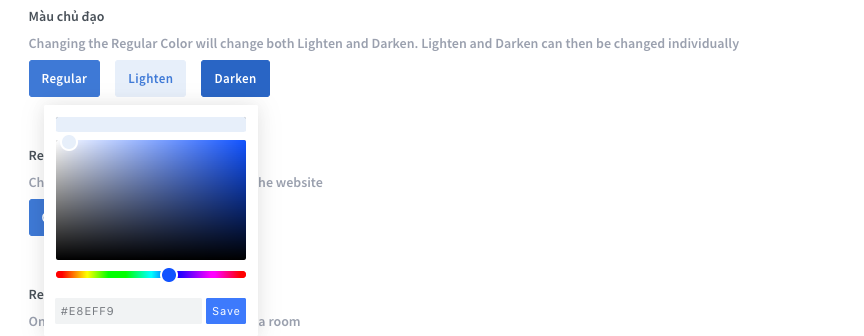 Màu chủ đạo
Changing the Regular Color will change both Lighten and Darken. Lighten and Darken can then be changed individually
Regular Lighten Darken
Re
Ch he website
Re
#E8EFF9 Save
On a room